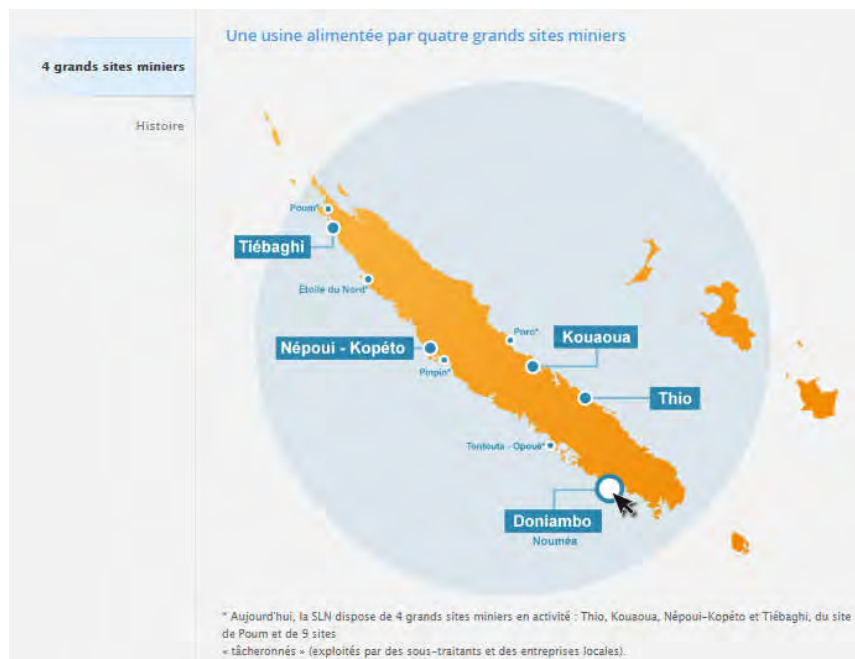 Une usine alimentée par quatre grands sites miniers
4 grands sites miniers
Histoire
Poum*
Tiébaghi
Etoile du Nord*
Népoui - Kopéto
Pinpin*
Poro*
Kouaoua
Thio
Tontouta - Opoué*
Doniambo
Nouméa
* Aujourd'hui, la SLN dispose de 4 grands sites miniers en activité : Thio, Kouaoua, Népoui-Kopéto et Tiébaghi, du site
de Poum et de 9 sites
« tâcheronnés » (exploités par des sous-traitants et des entreprises locales).